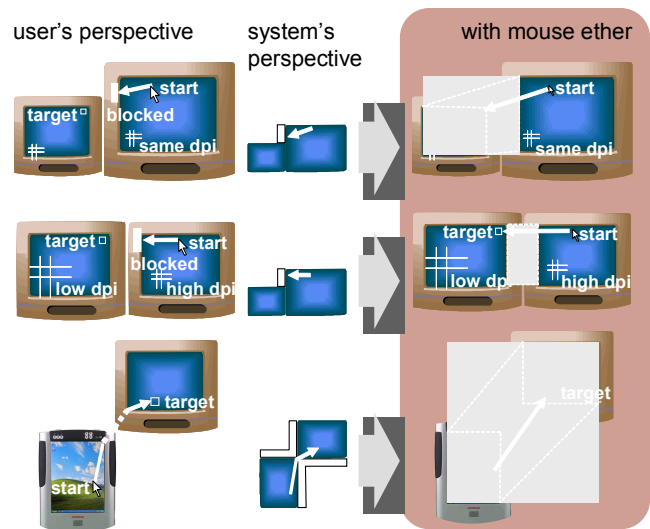 user's perspective
system's
perspective
with mouse ether
start
target
blocked
same dpi
start
same dpi
target
start
blocked
low dpi
high dpi
target
start
low dpi
high dpi
target
start
target